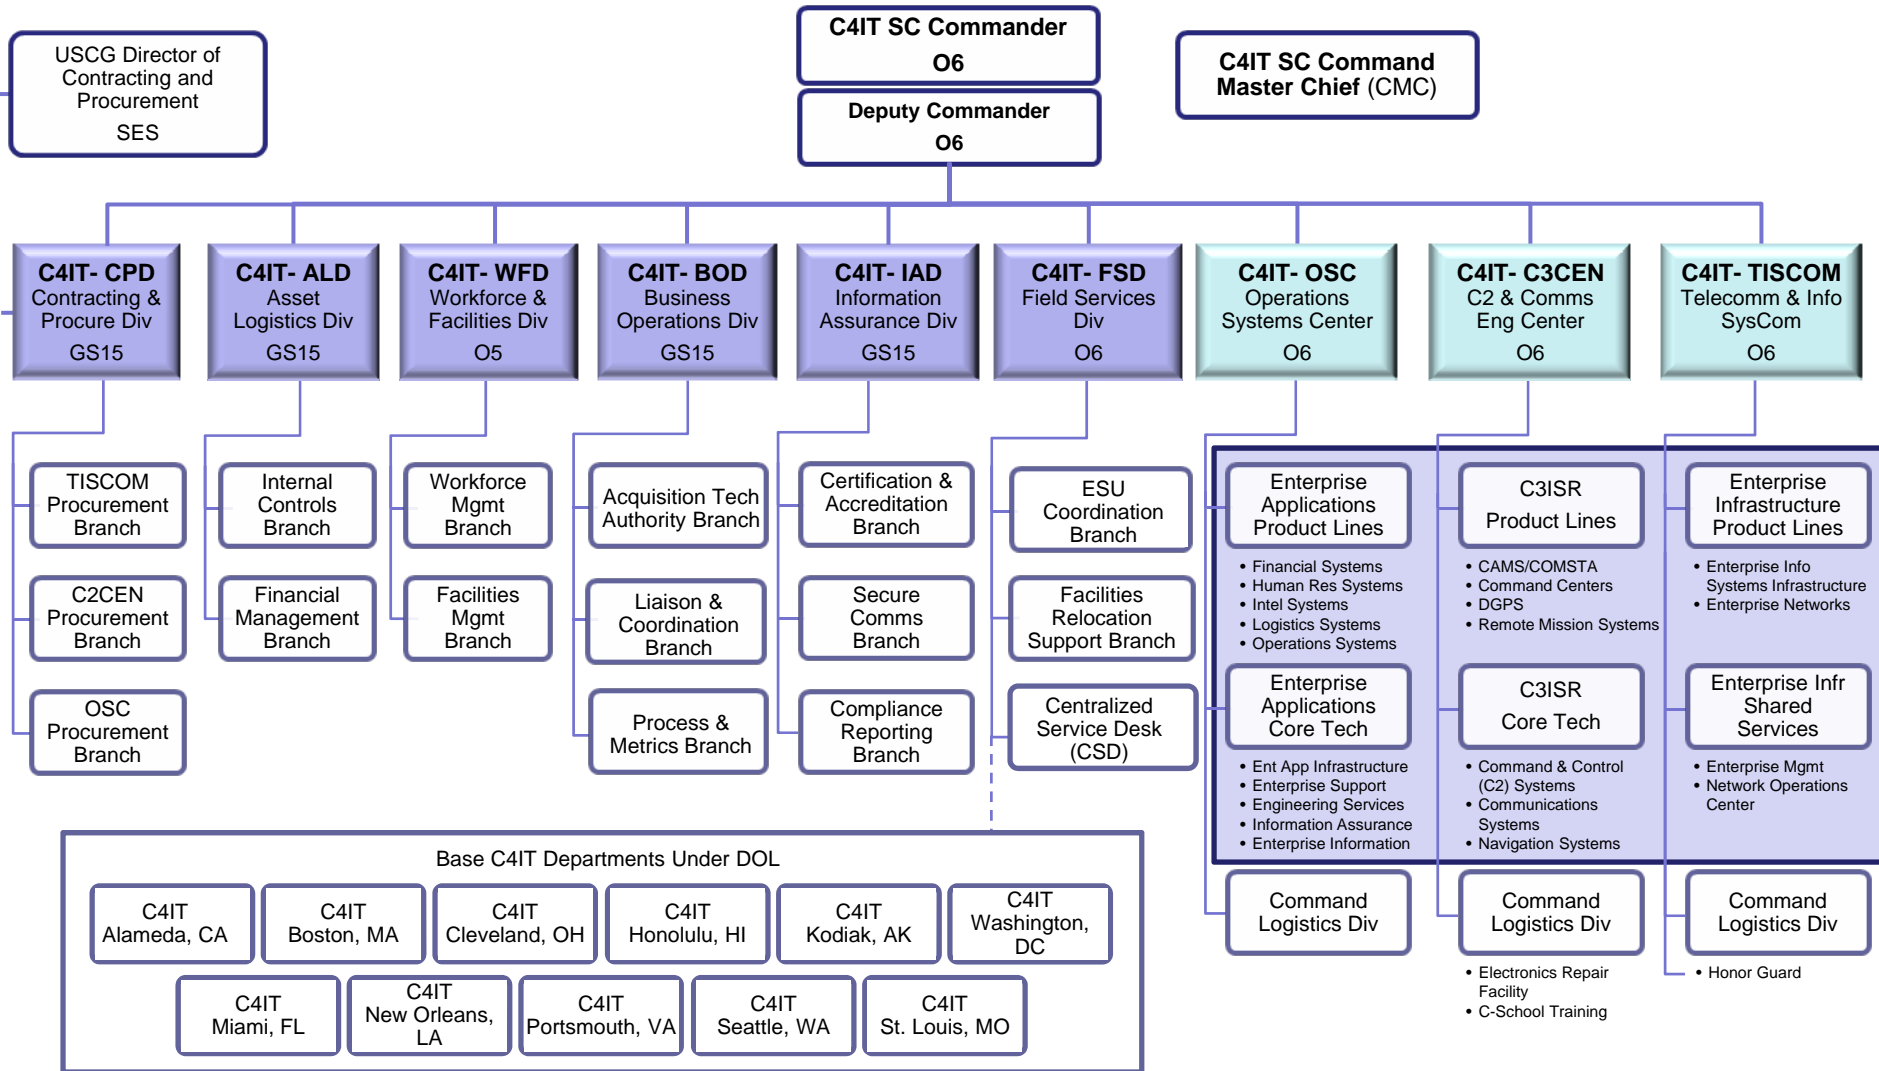 USCG Director of
Contracting and
Procurement
SES
C4IT SC Commander
O6
Deputy Commander
O6
C4IT SC Command
Master Chief (CMC)
C4IT- CPD
Contracting &
Procure Div
GS15
C4IT- ALD
Asset
Logistics Div
GS15
C4IT- WFD
Workforce &
Facilities Div
O5
C4IT- BOD
Business
Operations Div
GS15
C4IT- IAD
Information
Assurance Div
GS15
C4IT- FSD
Field Services
Div
O6
C4IT- OSC
Operations
Systems Center
O6
C4IT- C3CEN
C2 & Comms
Eng Center
O6
C4IT- TISCOM
Telecomm & Info
SysCom
O6
TISCOM
Procurement
Branch
C2CEN
Procurement
Branch
OSC
Procurement
Branch
Internal
Controls
Branch
Financial
Management
Branch
Workforce
Mgmt
Branch
Facilities
Mgmt
Branch
Acquisition Tech
Authority Branch
Liaison &
Coordination
Branch
Process &
Metrics Branch
Certification &
Accreditation
Branch
Secure
Comms
Branch
Compliance
Reporting
Branch
ESU
Coordination
Branch
Facilities
Relocation
Support Branch
Centralized
Service Desk
(CSD)
Enterprise
Applications
Product Lines
• Financial Systems
• Human Res Systems
• Intel Systems
• Logistics Systems
• Operations Systems
Enterprise
Applications
Core Tech
• Ent App Infrastructure
• Enterprise Support
• Engineering Services
• Information Assurance
• Enterprise Information
Command
Logistics Div
C3ISR
Product Lines
• CAMS/COMSTA
• Command Centers
• DGPS
• Remote Mission Systems
C3ISR
Core Tech
• Command & Control
(C2) Systems
• Communications
Systems
• Navigation Systems
Command
Logistics Div
• Electronics Repair
Facility
• C-School Training
Enterprise
Infrastructure
Product Lines
• Enterprise Info
Systems Infrastructure
• Enterprise Networks
Enterprise Infr
Shared
Services
• Enterprise Mgmt
• Network Operations
Center
Command
Logistics Div
• Honor Guard
Base C4IT Departments Under DOL
C4IT
Alameda, CA
C4IT
Boston, MA
C4IT
Cleveland, OH
C4IT
Honolulu, HI
C4IT
Kodiak, AK
C4IT
Washington,
DC
C4IT
Miami, FL
C4IT
New Orleans,
LA
C4IT
Portsmouth, VA
C4IT
Seattle, WA
C4IT
St. Louis, MO